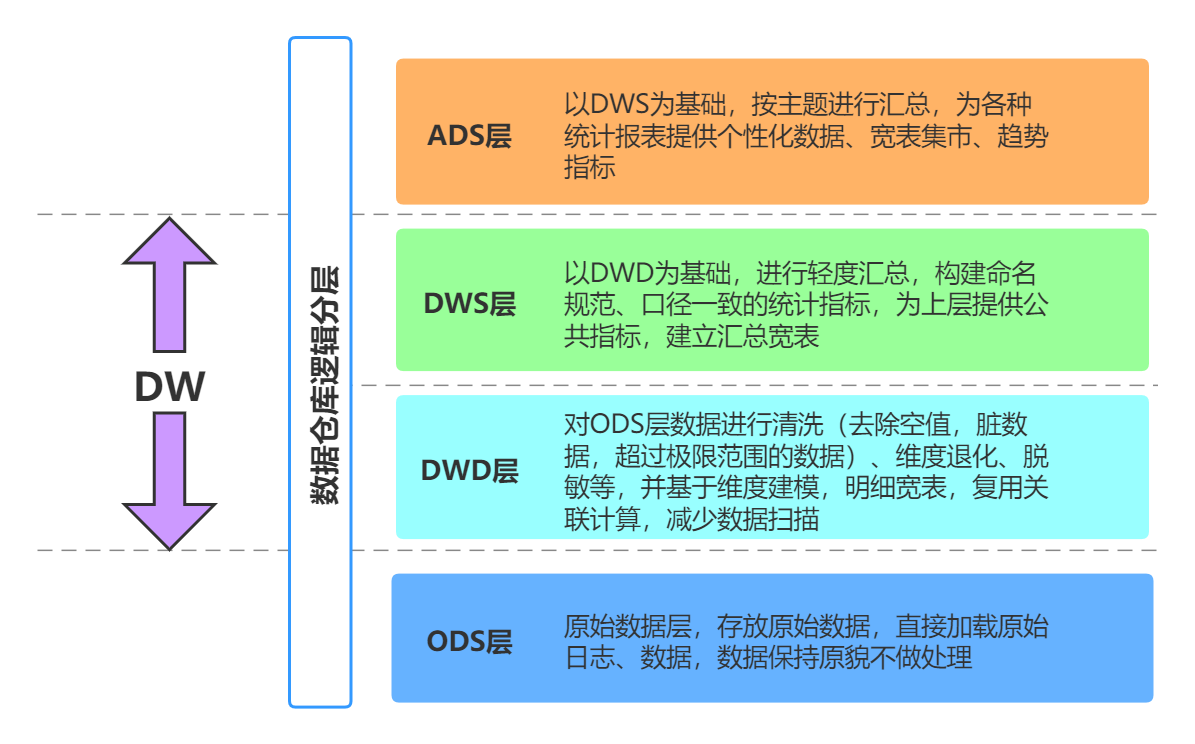 ADS层
以DWS为基础，按主题进行汇总，为各种
统计报表提供个性化数据、宽表集市、趋势
指标
DW
数据仓库逻辑分层
DWS层
以DWD为基础，进行轻度汇总，构建命名
规范、口径一致的统计指标，为上层提供公
共指标，建立汇总宽表
DWD层
对ODS层数据进行清洗（去除空值，脏数
据，超过极限范围的数据）、维度退化、脱
敏等，并基于维度建模，明细宽表，复用关
联计算，减少数据扫描
ODS层
原始数据层，存放原始数据，直接加载原始
日志、数据，数据保持原貌不做处理